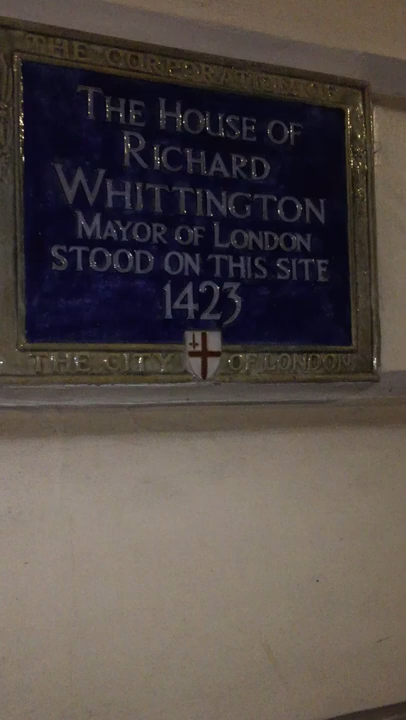 THE CORPORATION OF
THE HOUSE OF
RICHARD
WHITTINGTON
MAYOR OF LONDON
STOOD ON THIS SITE
1423
THE CITY OF LONDON